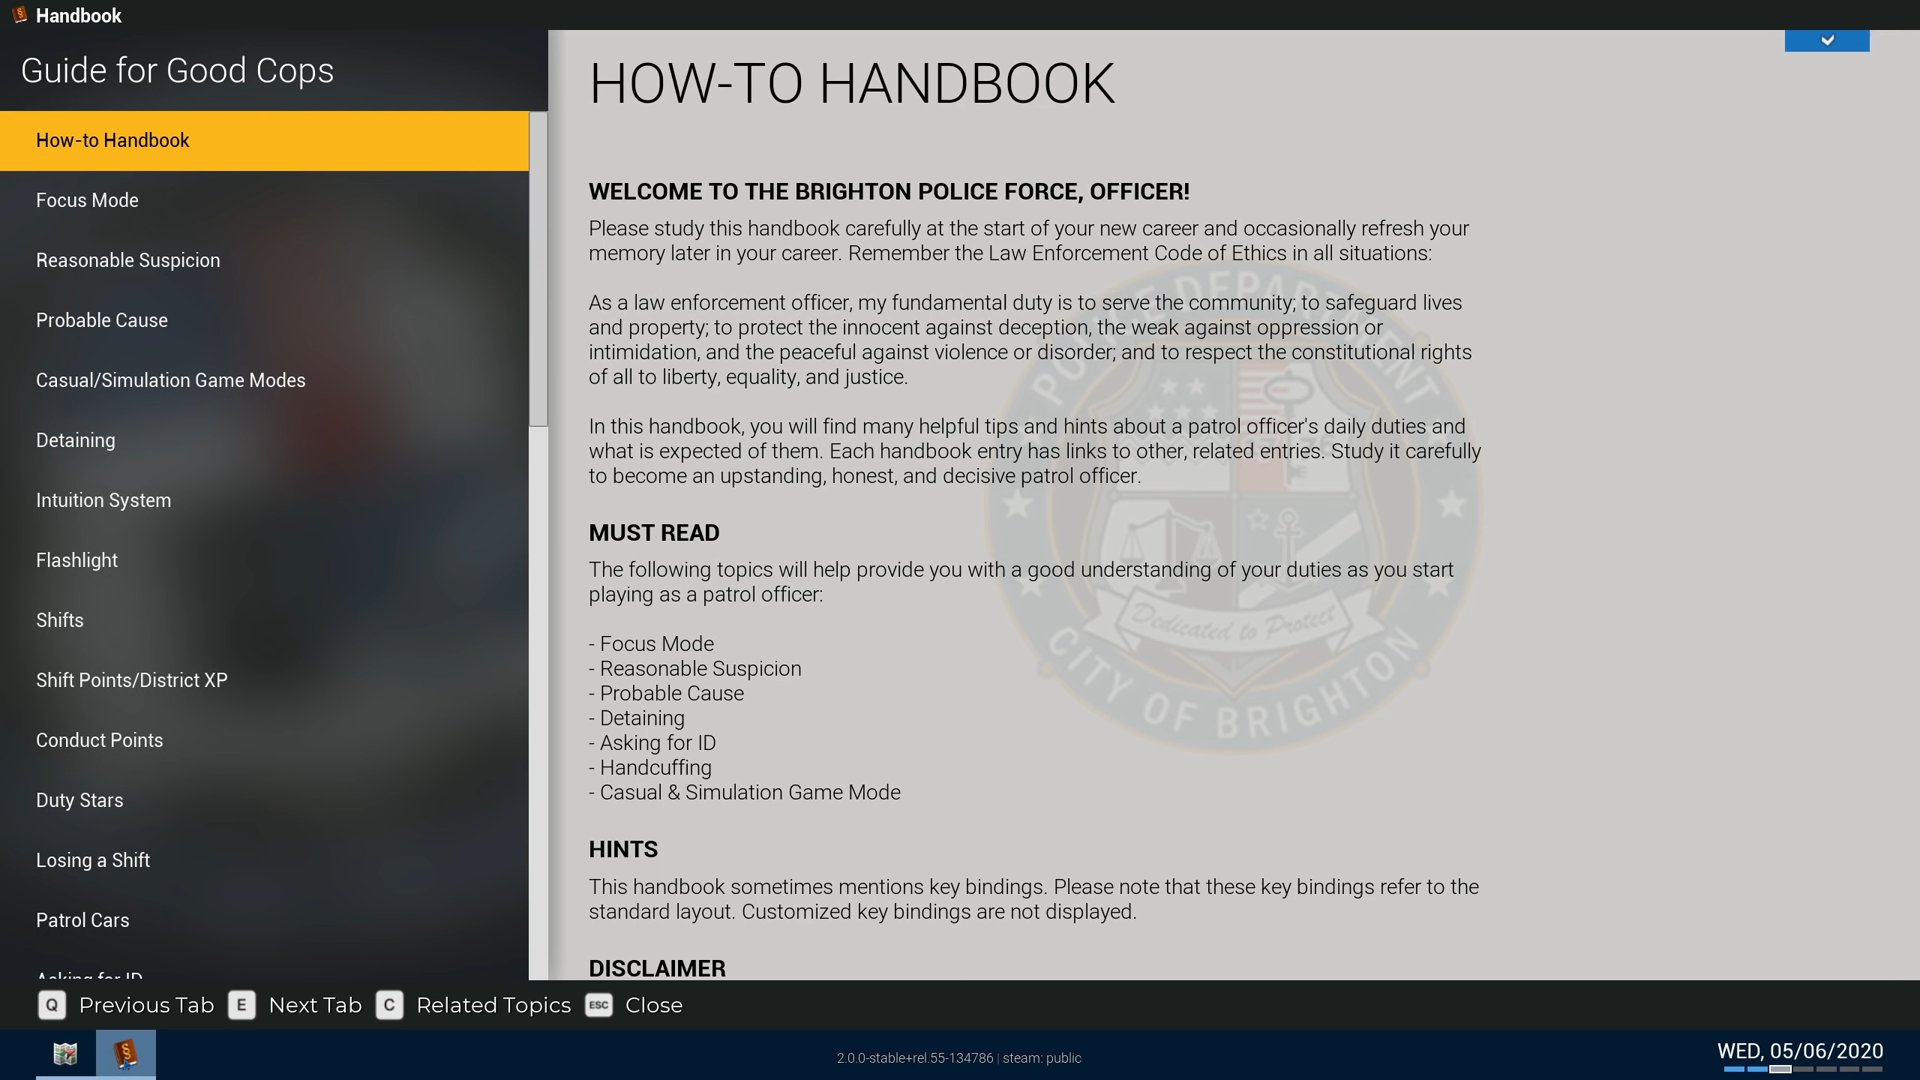 Handbook
Guide for Good Cops
How-to Handbook
Focus Mode
Reasonable Suspicion
Probable Cause
Casual/Simulation Game Modes
Detaining
Intuition System
Flashlight
Shifts
Shift Points/District XP
Conduct Points
Duty Stars
Losing a Shift
Patrol Cars
Asking for ID
HOW-TO HANDBOOK
WELCOME TO THE BRIGHTON POLICE FORCE, OFFICER!
Please study this handbook carefully at the start of your new career and occasionally refresh your
memory later in your career. Remember the Law Enforcement Code of Ethics in all situations:
As a law enforcement officer, my fundamental duty is to serve the community; to safeguard lives
and property; to protect the innocent against deception, the weak against oppression or
intimidation, and the peaceful against violence or disorder; and to respect the constitutional rights
of all to liberty, equality, and justice.
In this handbook, you will find many helpful tips and hints about a patrol officer's daily duties and
what is expected of them. Each handbook entry has links to other, related entries. Study it carefully
to become an upstanding, honest, and decisive patrol officer.
MUST READ
The following topics will help provide you with a good understanding of your duties as you start
playing as a patrol officer:
- Focus Mode
- Reasonable Suspicion
- Probable Cause
- Detaining
- Asking for ID
- Handcuffing
- Casual & Simulation Game Mode
HINTS
This handbook sometimes mentions key bindings. Please note that these key bindings refer to the
standard layout. Customized key bindings are not displayed.
DISCLAIMER
POLICE DEPARTMENT
Dedicated to Protect
CITY OF BRIGHTON
Q Previous Tab E Next Tab C Related Topics ESC Close
2.0.0-stable+rel.55-134786 | steam: public
WED, 05/06/2020